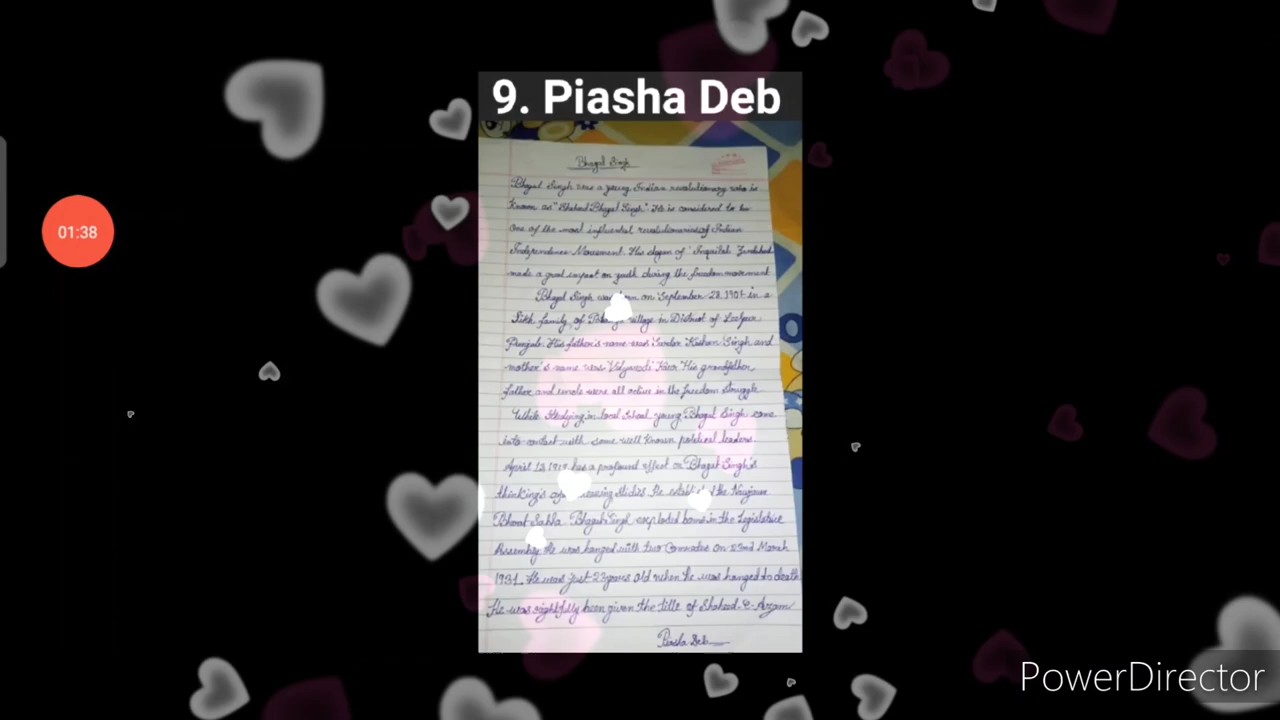 9. Piasha Deb
01:38
Bhagat Singh
Bhagat Singh was a young Indian revolutionary who is
known as "Shaheed Bhagat Singh" He is considered to be
one of the most influential revolutionaries of Indian
Independence Movement. His slogan of 'Inquilab Zindabad
made a great impact on youth during the freedom movement
Bhagat Singh was born on September 28, 1907 in a
Sikh family of village in District of
Punjab. His father's name was Sardar Kishan Singh and
mother's name was Vidyavati Kaur His grandfather,
father and uncle were all active in the freedom struggle
While Studying in local School young Bhagat Singh came
into contact with some well known political leaders.
April 13 1919 has a profound effect on Bhagat Singh's
thinking's leaving studies He established the Naujawan
Bharat Sabha. Bhagat Singh exploded bomb in the Legislative
Assembly He was hanged with two Comrades on March
1931. He was just 23 years old when he was hanged to death
He was rightfully been given the title of Shaheed-E-Azam
Piasha Deb
PowerDirector